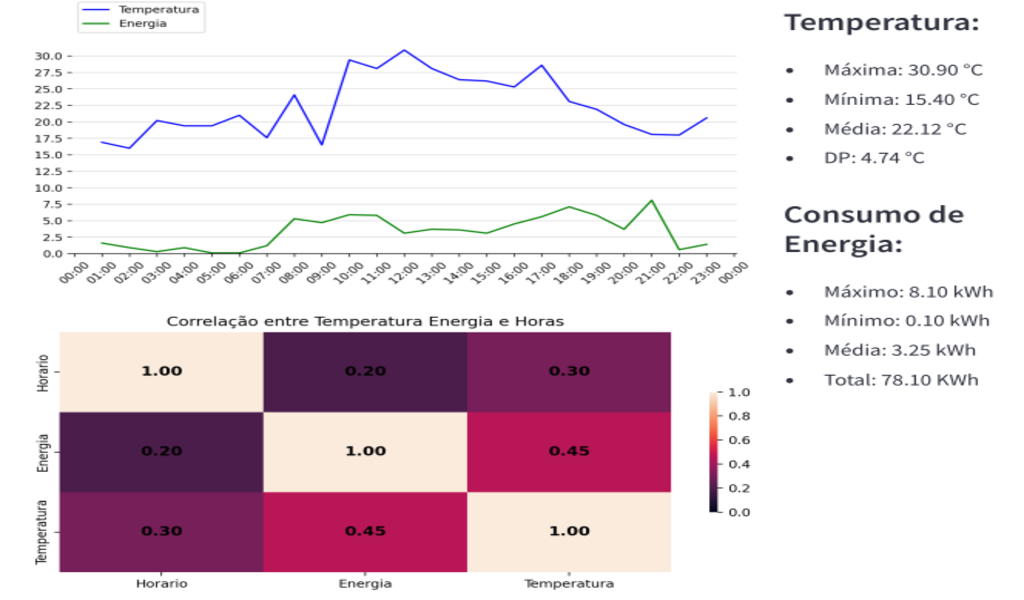 Temperatura
Energia
30.0
27.5
25.0
22.5
20.0
17.5
15.0
12.5
10.0
7.5
5.0
2.5
0.0
00:00
01:00
02:00
03:00
04:00
05:00
06:00
07:00
08:00
09:00
10:00
11:00
12:00
13:00
14:00
15:00
16:00
17:00
18:00
19:00
20:00
21:00
22:00
23:00
00:00
Correlação entre Temperatura Energia e Horas
Horario
1.00 0.20 0.30
Energia
0.20 1.00 0.45
Temperatura
0.30 0.45 1.00
Horario Energia Temperatura
1.0
0.8
0.6
0.4
0.2
0.0
Temperatura:
• Máxima: 30.90 °C
• Mínima: 15.40 °C
• Média: 22.12 °C
• DP: 4.74 °C
Consumo de
Energia:
• Máximo: 8.10 kWh
• Mínimo: 0.10 kWh
• Média: 3.25 kWh
• Total: 78.10 KWh